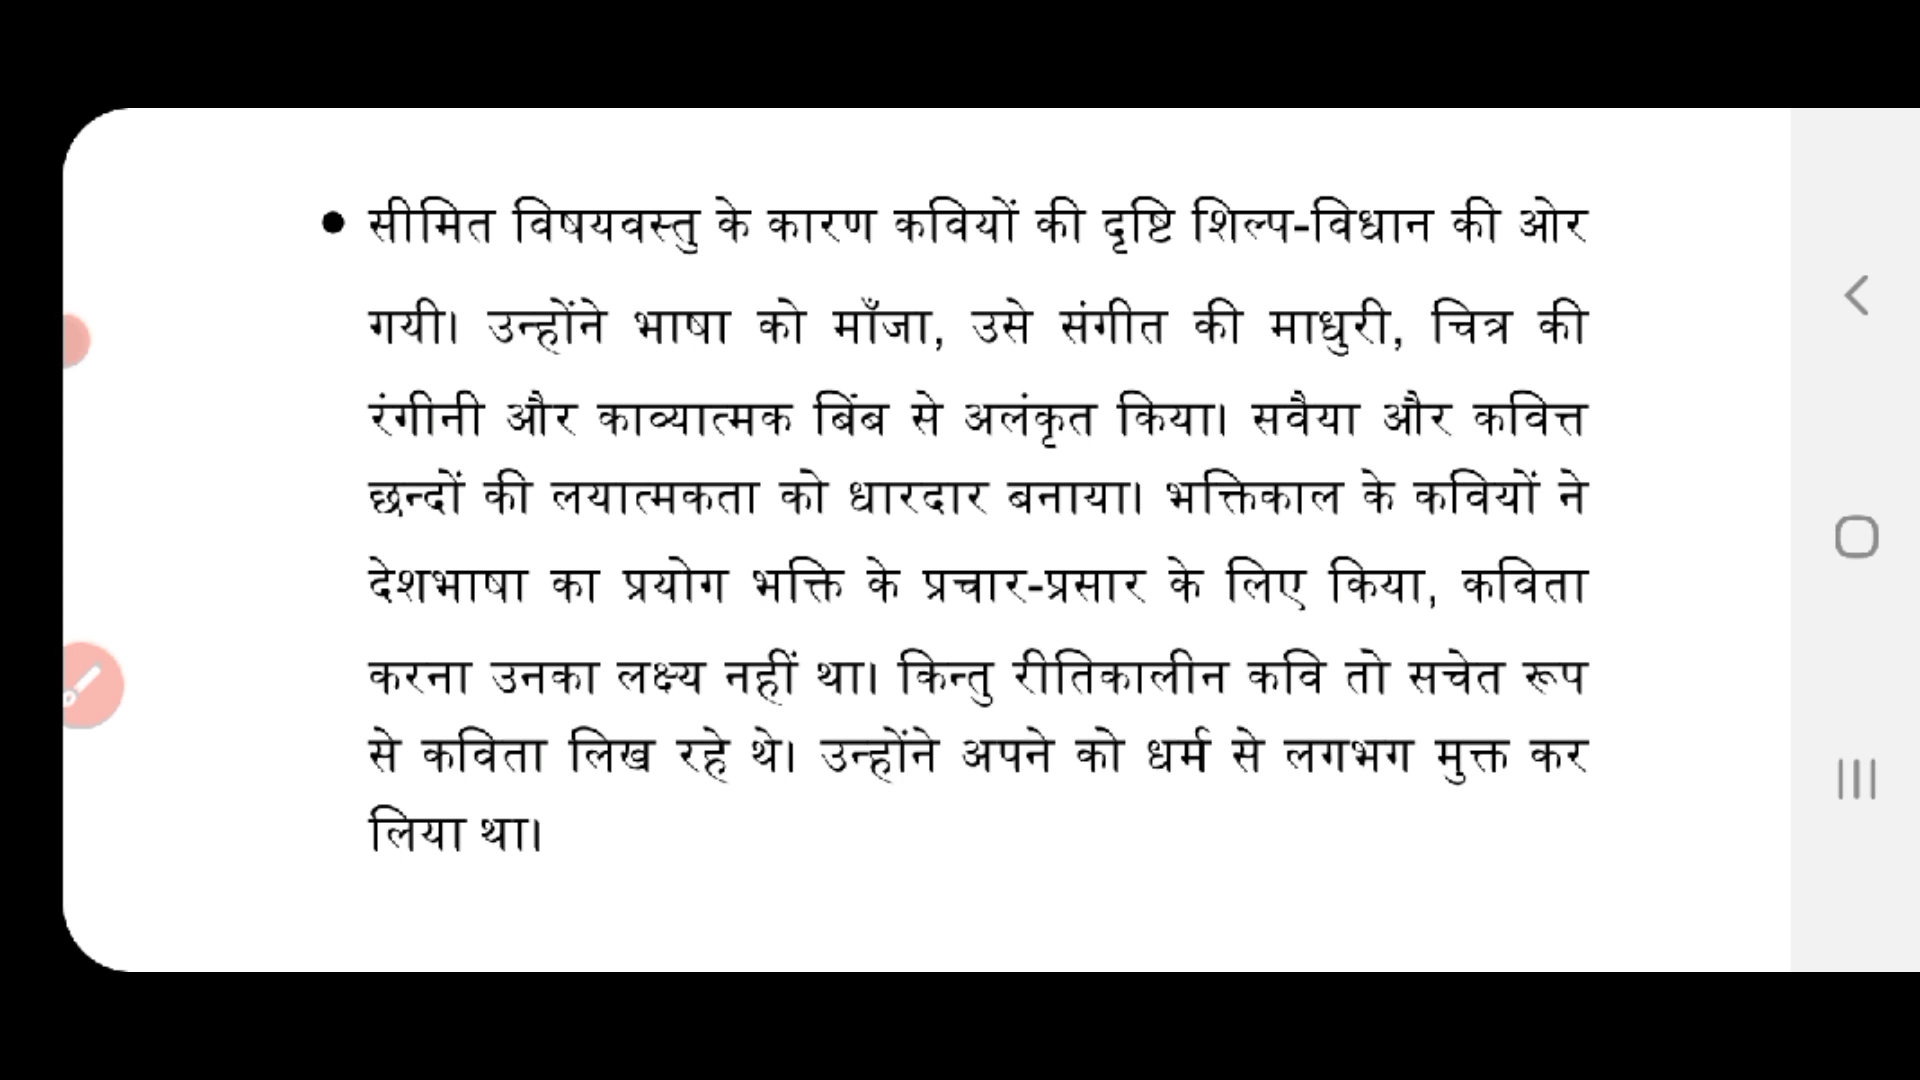 • सीमित विषयवस्तु के कारण कवियों की दृष्टि शिल्प-विधान की ओर
गयी। उन्होंने भाषा को माँजा, उसे संगीत की माधुरी, चित्र की
रंगीनी और काव्यात्मक बिंब से अलंकृत किया। सवैया और कवित्त
छन्दों की लयात्मकता को धारदार बनाया। भक्तिकाल के कवियों ने
देशभाषा का प्रयोग भक्ति के प्रचार-प्रसार के लिए किया, कविता
करना उनका लक्ष्य नहीं था। किन्तु रीतिकालीन कवि तो सचेत रूप
से कविता लिख रहे थे। उन्होंने अपने को धर्म से लगभग मुक्त कर
लिया था।